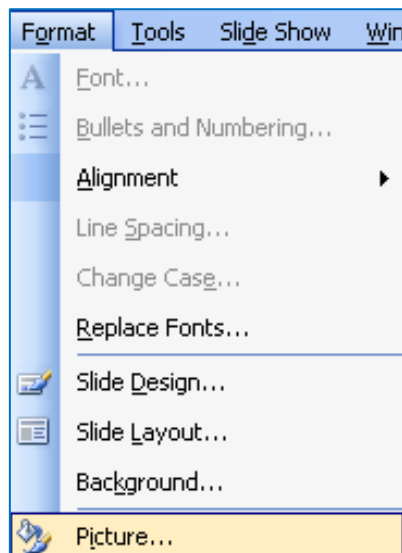 Format Tools Slide Show Win
Font...
Bullets and Numbering...
Alignment
Line Spacing...
Change Case...
Replace Fonts...
Slide Design...
Slide Layout...
Background...
Picture...